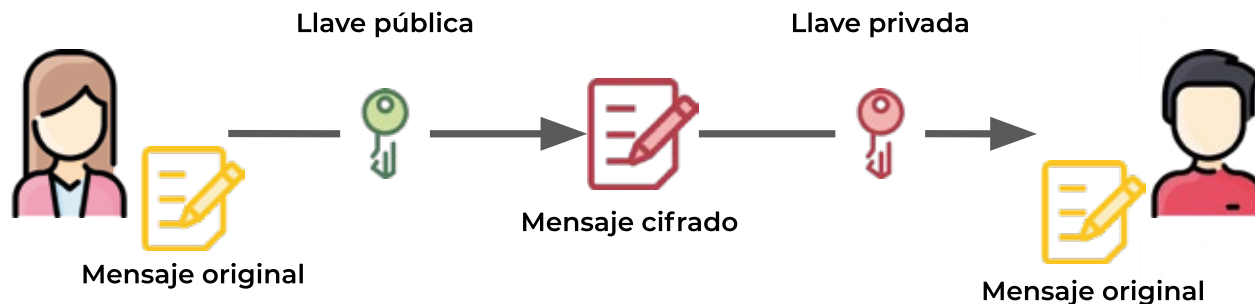 Llave pública
Llave privada
Mensaje cifrado
Mensaje original
Mensaje original